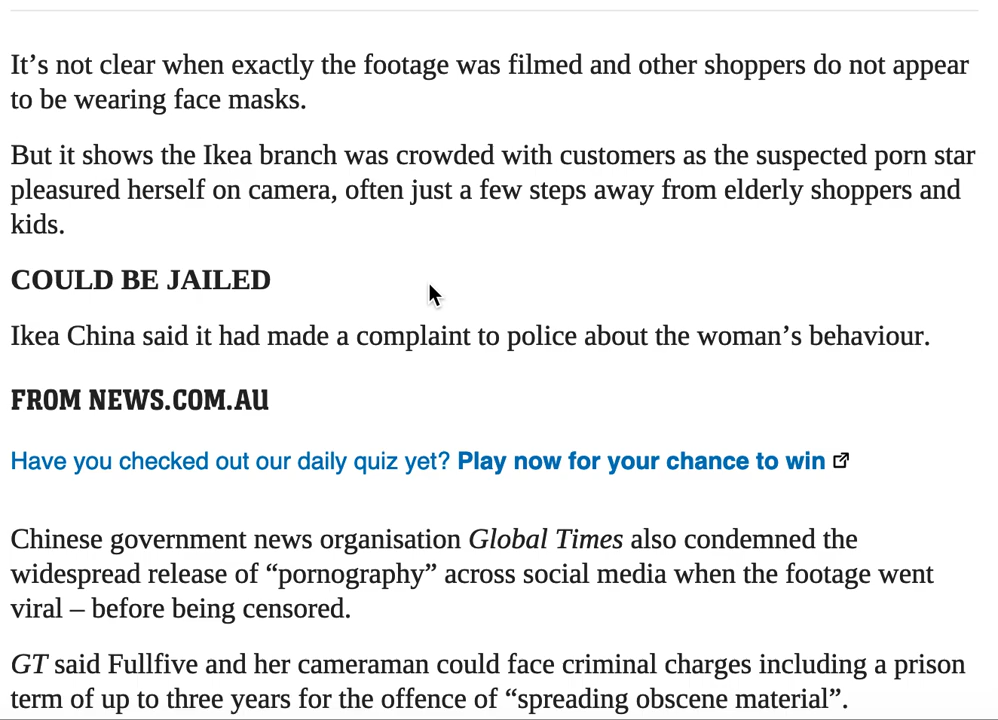 It’s not clear when exactly the footage was filmed and other shoppers do not appear
to be wearing face masks.
But it shows the Ikea branch was crowded with customers as the suspected porn star
pleasured herself on camera, often just a few steps away from elderly shoppers and
kids.
COULD BE JAILED
Ikea China said it had made a complaint to police about the woman’s behaviour.
FROM NEWS.COM.AU
Have you checked out our daily quiz yet? Play now for your chance to win
Chinese government news organisation Global Times also condemned the
widespread release of “pornography” across social media when the footage went
viral – before being censored.
GT said Fullfive and her cameraman could face criminal charges including a prison
term of up to three years for the offence of “spreading obscene material”.